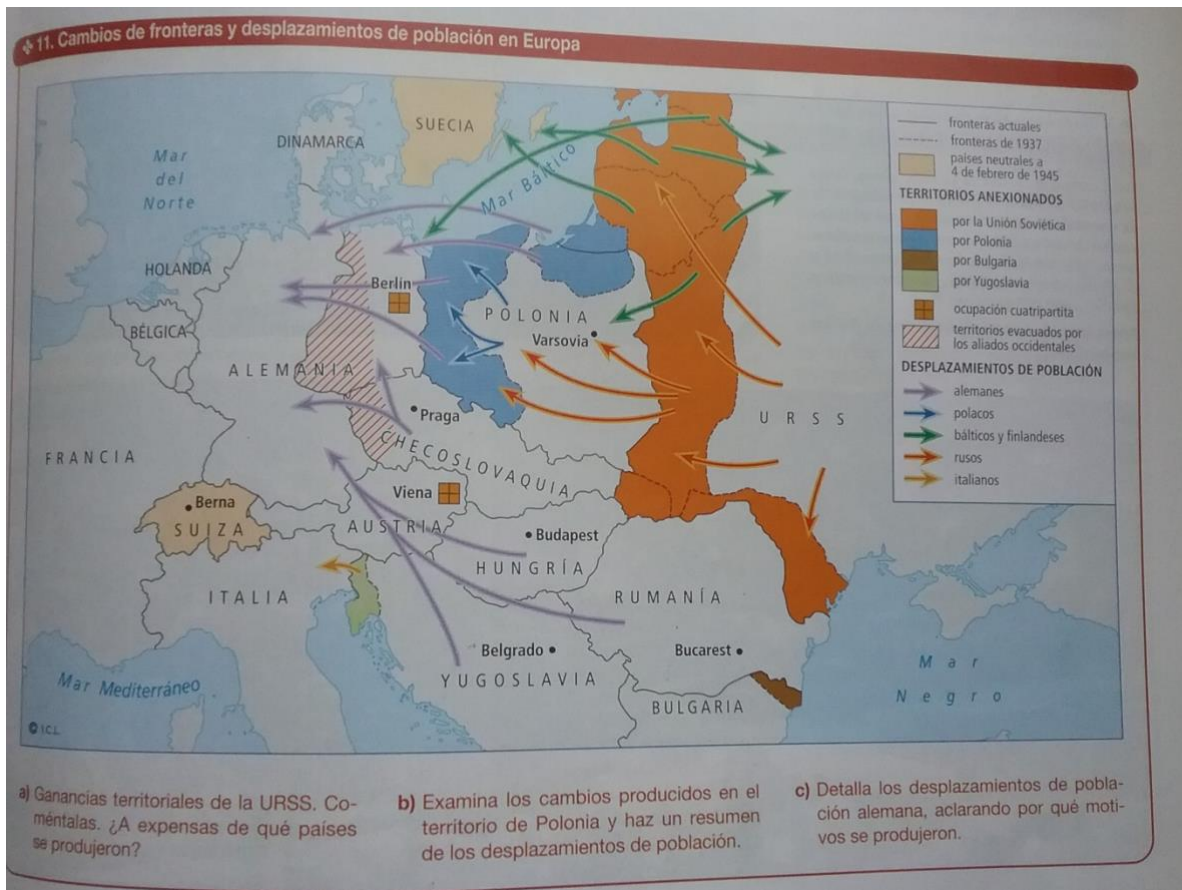 11. Cambios de fronteras y desplazamientos de población en Europa
SUECIA
DINAMARCA
Mar
del
Norte
Mar Báltico
HOLANDA
BÉLGICA
Berlín
POLONIA
Varsovia
ALEMANIA
Praga
CHECOSLOVAQUIA
URSS
FRANCIA
Berna
SUIZA
Viena
AUSTRIA
Budapest
HUNGRÍA
ITALIA
RUMANÍA
Belgrado
Bucarest
YUGOSLAVIA
BULGARIA
Mar Mediterráneo
Mar
Negro
© I.C.L.
fronteras actuales
fronteras de 1937
países neutrales a
4 de febrero de 1945
TERRITORIOS ANEXIONADOS
por la Unión Soviética
por Polonia
por Bulgaria
por Yugoslavia
ocupación cuatripartita
territorios evacuados por
los aliados occidentales
DESPLAZAMIENTOS DE POBLACIÓN
alemanes
polacos
bálticos y finlandeses
rusos
italianos
a) Ganancias territoriales de la URSS. Co-
méntalas. ¿A expensas de qué países
se produjeron?
b) Examina los cambios producidos en el
territorio de Polonia y haz un resumen
de los desplazamientos de población.
c) Detalla los desplazamientos de pobla-
ción alemana, aclarando por qué moti-
vos se produjeron.